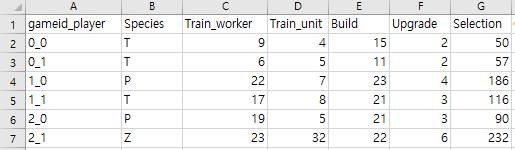 A B C D E F G
1 gameid_player Species Train_worker Train_unit Build Upgrade Selection
2 0_0 T 9 4 15 2 50
3 0_1 T 6 5 11 2 57
4 1_0 P 22 7 23 4 186
5 1_1 T 17 8 21 3 116
6 2_0 P 19 5 21 3 90
7 2_1 Z 23 32 22 6 232